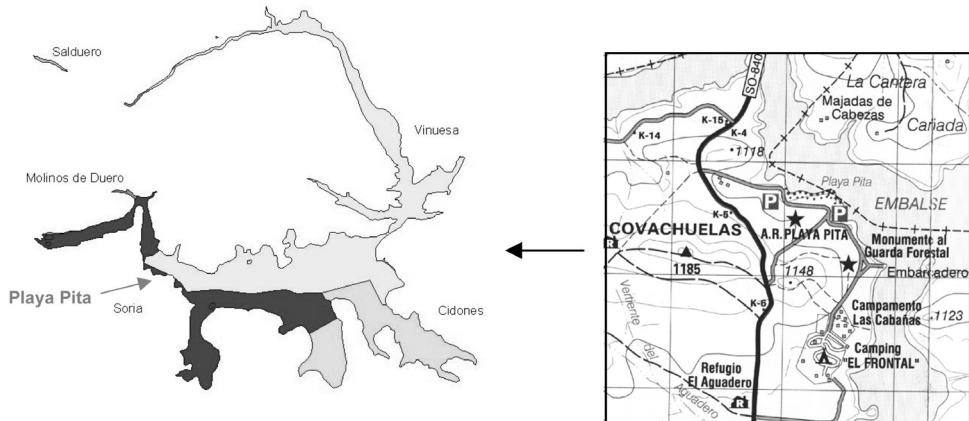 Salduero
Vinuesa
Molinos de Duero
Playa Pita
Soria
Cidones
SO-840
La Cantera
Majadas de
Cabezas
Cañada
K-15
K-4
K-14
1118
Playa Pita
EMBALSE
P
P
K-5
COVACHUELAS
A.R. PLAYA PITA
Monumente al
Guarda Forestal
R
1185
1148
Embarcadero
K-6
Vertiente
del
Aguadero
Campamento
Las Cabañas
1123
Camping
"EL FRONTAL"
Refugio
El Aguadero
R